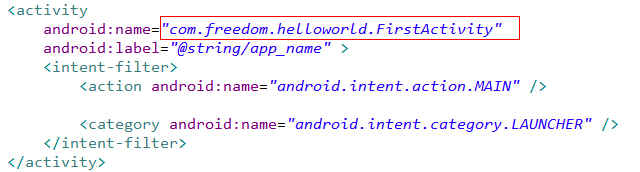 <activity
android:name="com.freedom.helloworld.FirstActivity"
android:label="@string/app_name" >
<intent-filter>
<action android:name="android.intent.action.MAIN" />
<category android:name="android.intent.category.LAUNCHER" />
</intent-filter>
</activity>